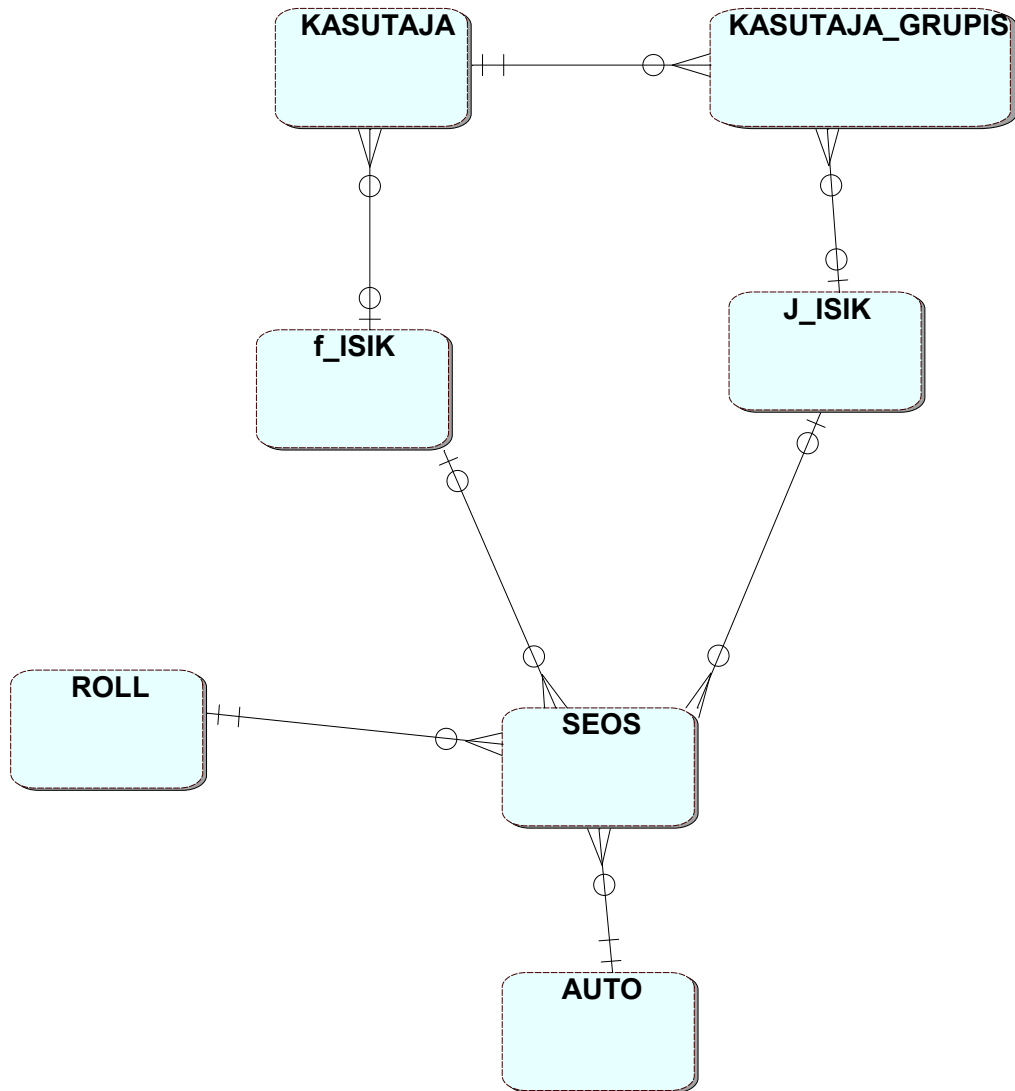 KASUTAJA
KASUTAJA_GRUPIS
f_ISIK
J_ISIK
ROLL
SEOS
AUTO